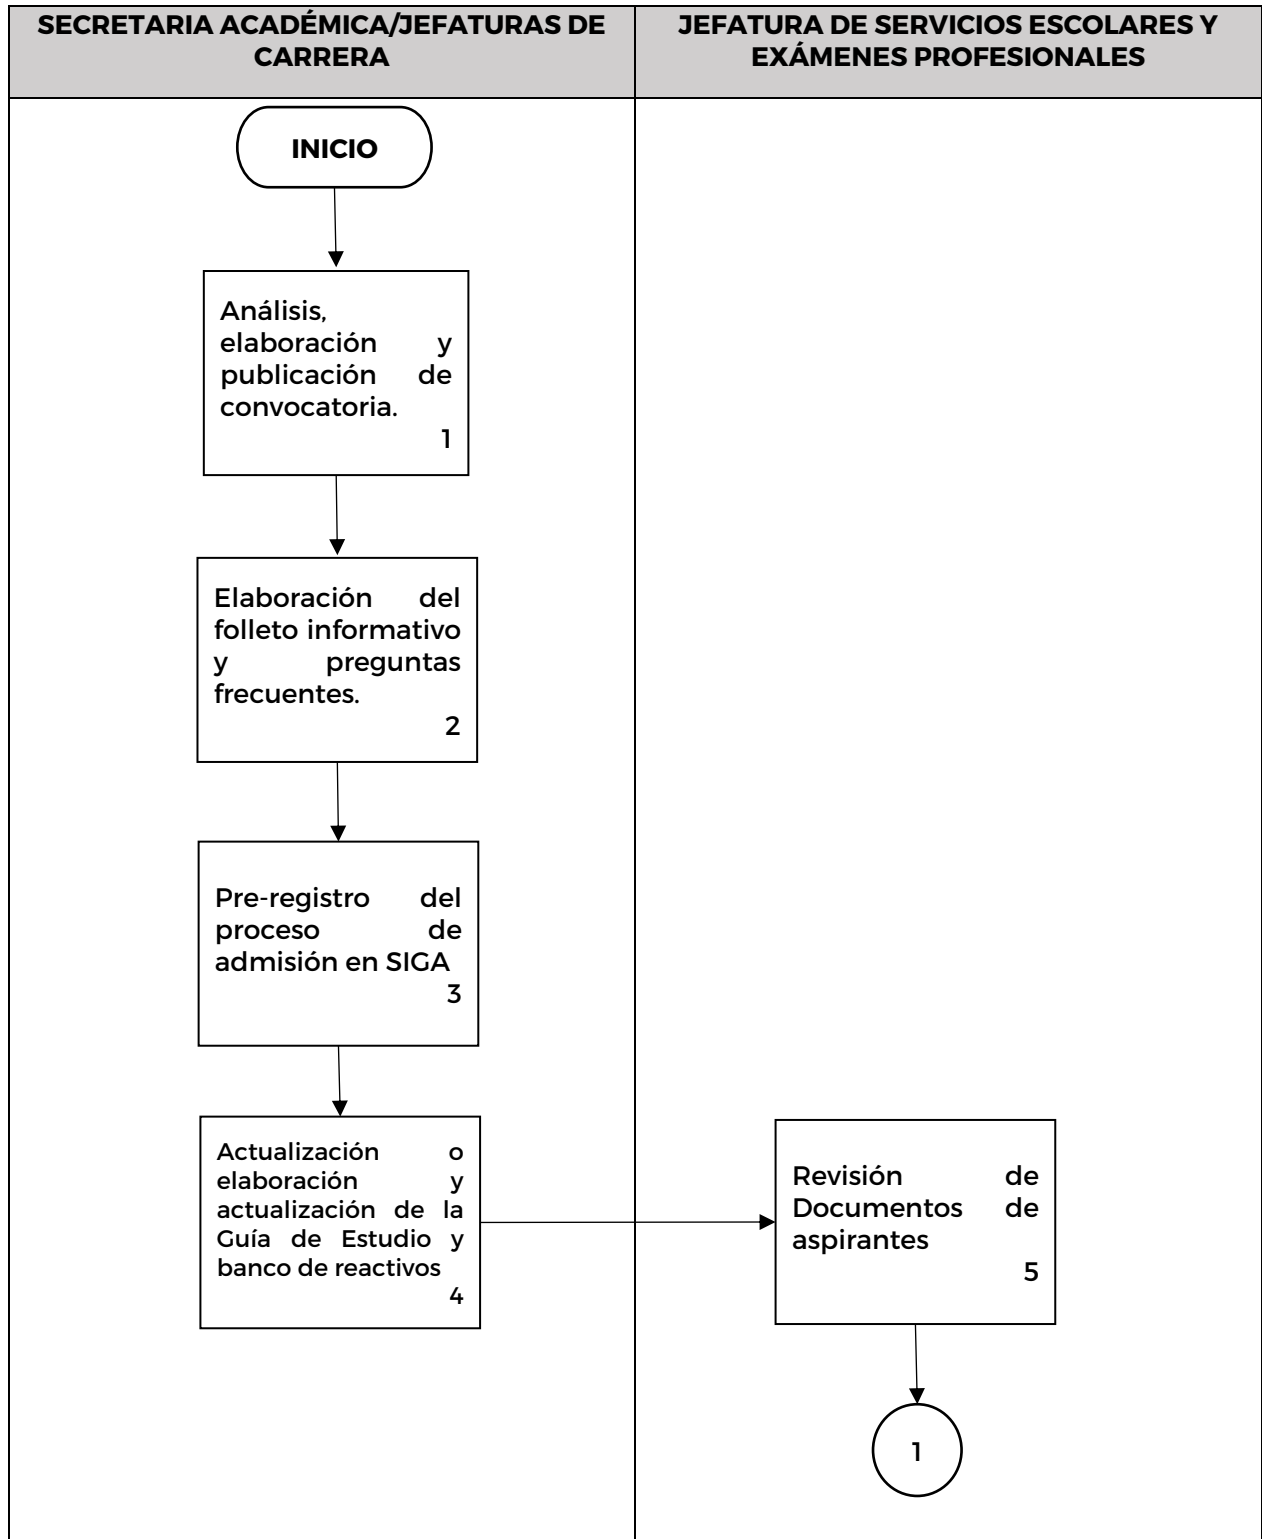 SECRETARIA ACADÉMICA/JEFATURAS DE
CARRERA
JEFATURA DE SERVICIOS ESCOLARES Y
EXÁMENES PROFESIONALES
INICIO
Análisis,
elaboración y
publicación de
convocatoria.
1
Elaboración del
folleto informativo
y preguntas
frecuentes.
2
Pre-registro del
proceso de
admisión en SIGA
3
Actualización o
elaboración y
actualización de la
Guía de Estudio y
banco de reactivos
4
Revisión de
Documentos de
aspirantes
5
1